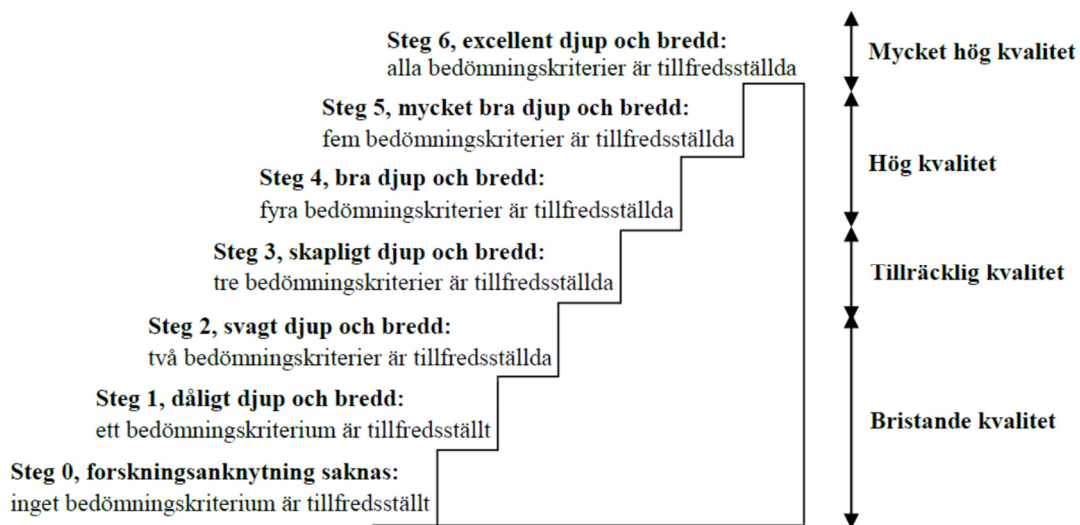 Steg 6, excellent djup och bredd:
alla bedömningskriterier är tillfredsställda
Mycket hög kvalitet
Steg 5, mycket bra djup och bredd:
fem bedömningskriterier är tillfredsställda
Hög kvalitet
Steg 4, bra djup och bredd:
fyra bedömningskriterier är tillfredsställda
Steg 3, skapligt djup och bredd:
tre bedömningskriterier är tillfredsställda
Tillräcklig kvalitet
Steg 2, svagt djup och bredd:
två bedömningskriterier är tillfredsställda
Steg 1, dåligt djup och bredd:
ett bedömningskriterium är tillfredsställt
Bristande kvalitet
Steg 0, forskningsanknytning saknas:
inget bedömningskriterium är tillfredsställt